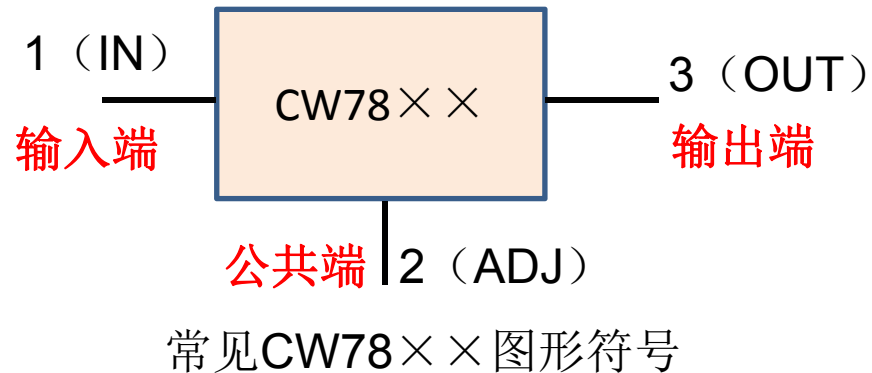 1（IN）
输入端
CW78××
3（OUT）
输出端
公共端
2（ADJ）
常见CW78××图形符号